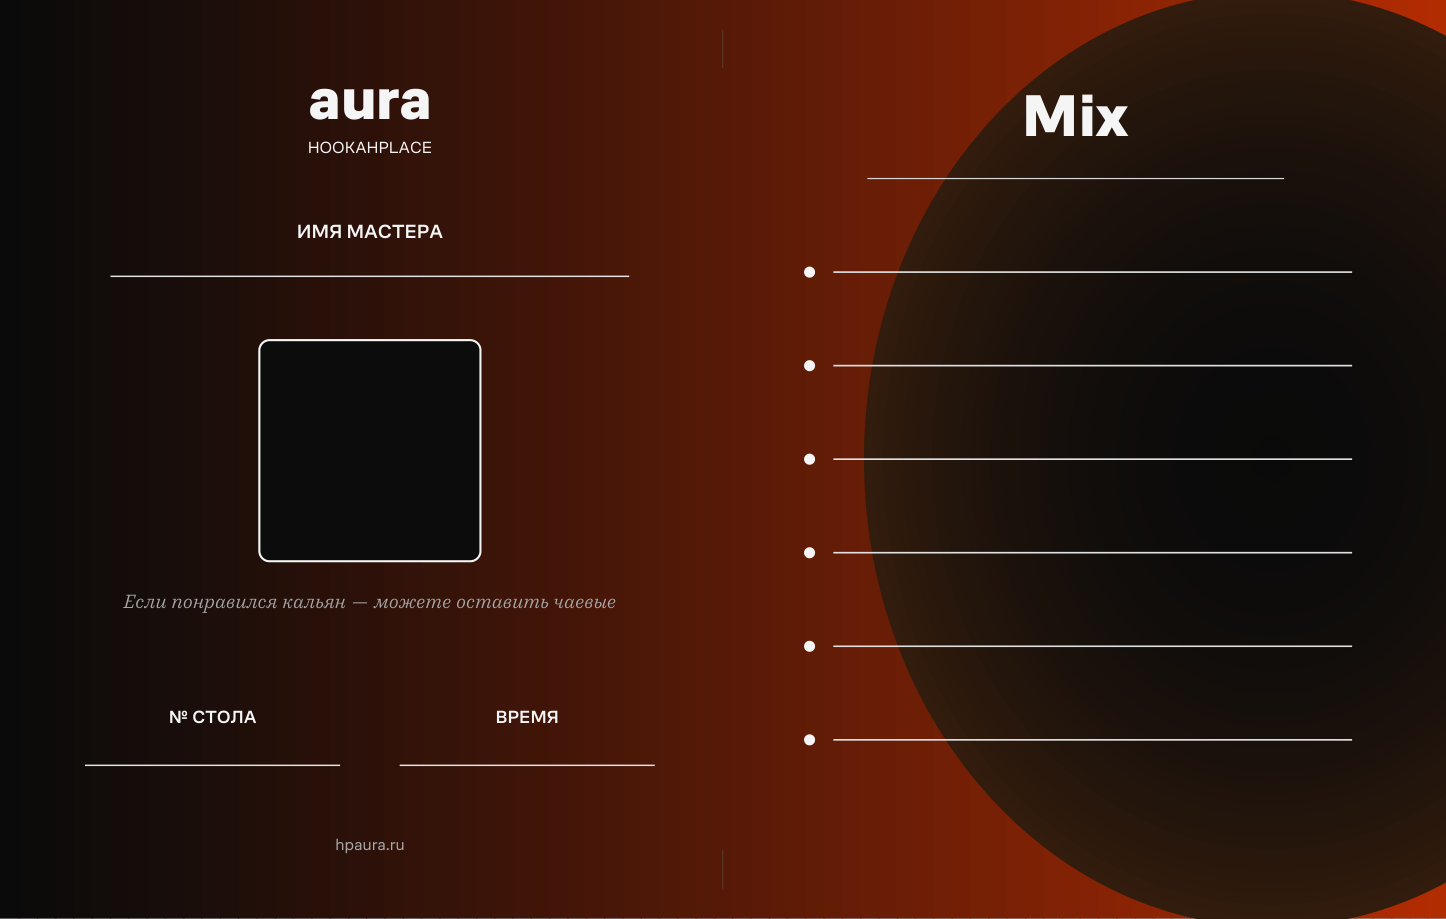 aura
HOOKAHPLACE
ИМЯ МАСТЕРА
Если понравился кальян — можете оставить чаевые
№ СТОЛА
ВРЕМЯ
hpaura.ru
Mix